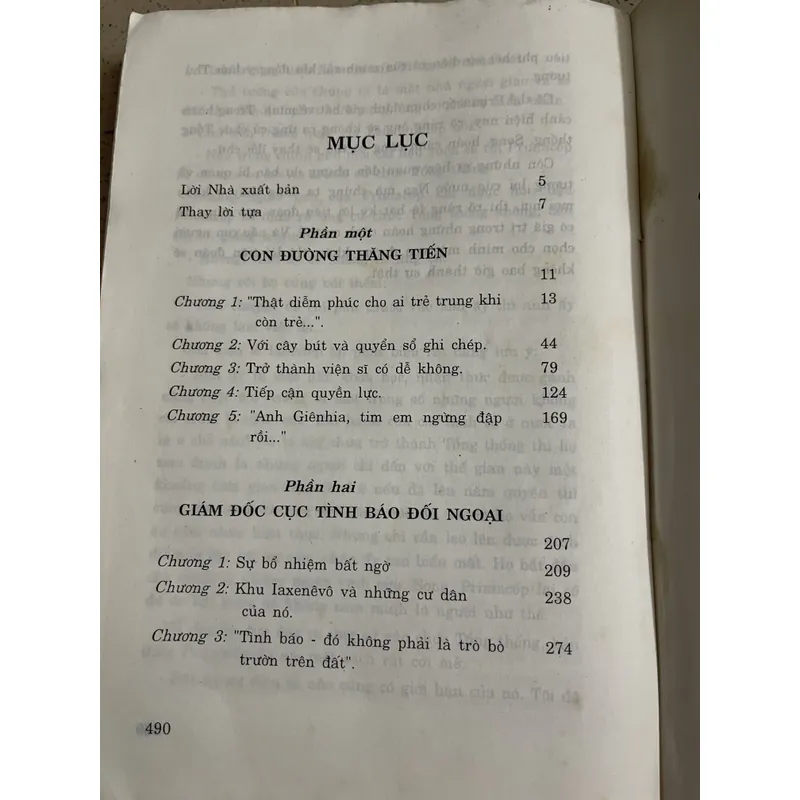 MỤC LỤC
Lời Nhà xuất bản 5
Thay lời tựa 7
Phần một
CON ĐƯỜNG THĂNG TIẾN
11
Chương 1: "Thật diễm phúc cho ai trẻ trung khi 13
còn trẻ...".
Chương 2: Với cây bút và quyển sổ ghi chép. 44
Chương 3: Trở thành viện sĩ có dễ không. 79
Chương 4: Tiếp cận quyền lực. 124
Chương 5: "Anh Giênhia, tim em ngừng đập 169
rồi..."
Phần hai
GIÁM ĐỐC CỤC TÌNH BÁO ĐỐI NGOẠI
207
Chương 1: Sự bổ nhiệm bất ngờ 209
Chương 2: Khu Iaxenêvô và những cư dân 238
của nó.
Chương 3: "Tình báo - đó không phải là trò bò 274
trườn trên đất".
490